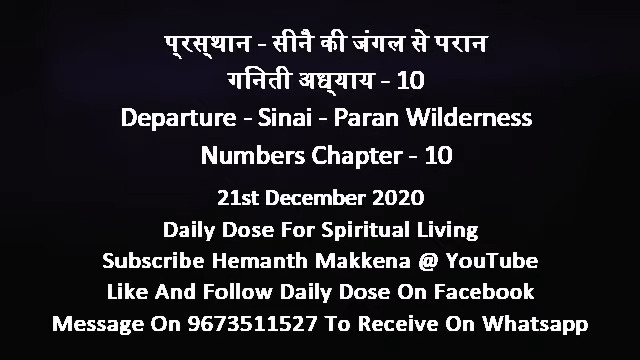 प्रस्थान - सीनै की जंगल से परान
गनिती अध्याय - 10
Departure - Sinai - Paran Wilderness
Numbers Chapter - 10
21st December 2020
Daily Dose For Spiritual Living
Subscribe Hemanth Makkena @ YouTube
Like And Follow Daily Dose On Facebook
Message On 9673511527 To Receive On Whatsapp